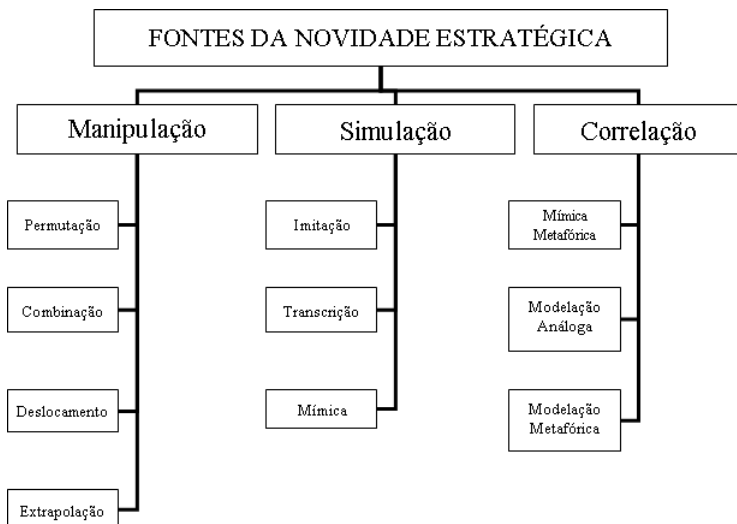 FONTES DA NOVIDADE ESTRATÉGICA
Manipulação
Simulação
Correlação
Permutação
Combinação
Deslocamento
Extrapolação
Imitação
Transcrição
Mímica
Mímica
Metafórica
Modelação
Análoga
Modelação
Metafórica